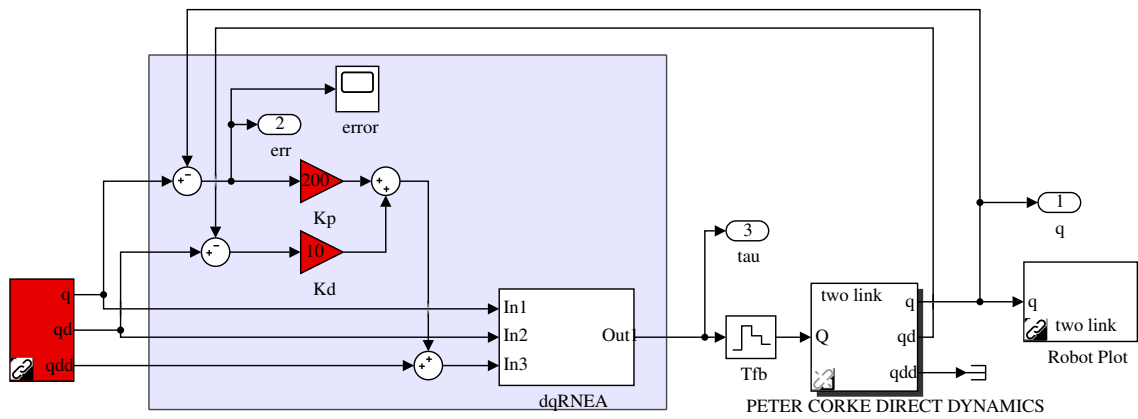 error
2
err
200
Kp
10
Kd
1
q
3
tau
q
qd
qdd
In1
In2
In3
Out1
dqRNEA
Tfb
two link
Q
q
qd
qdd
PETER CORKE DIRECT DYNAMICS
q
two link
Robot Plot